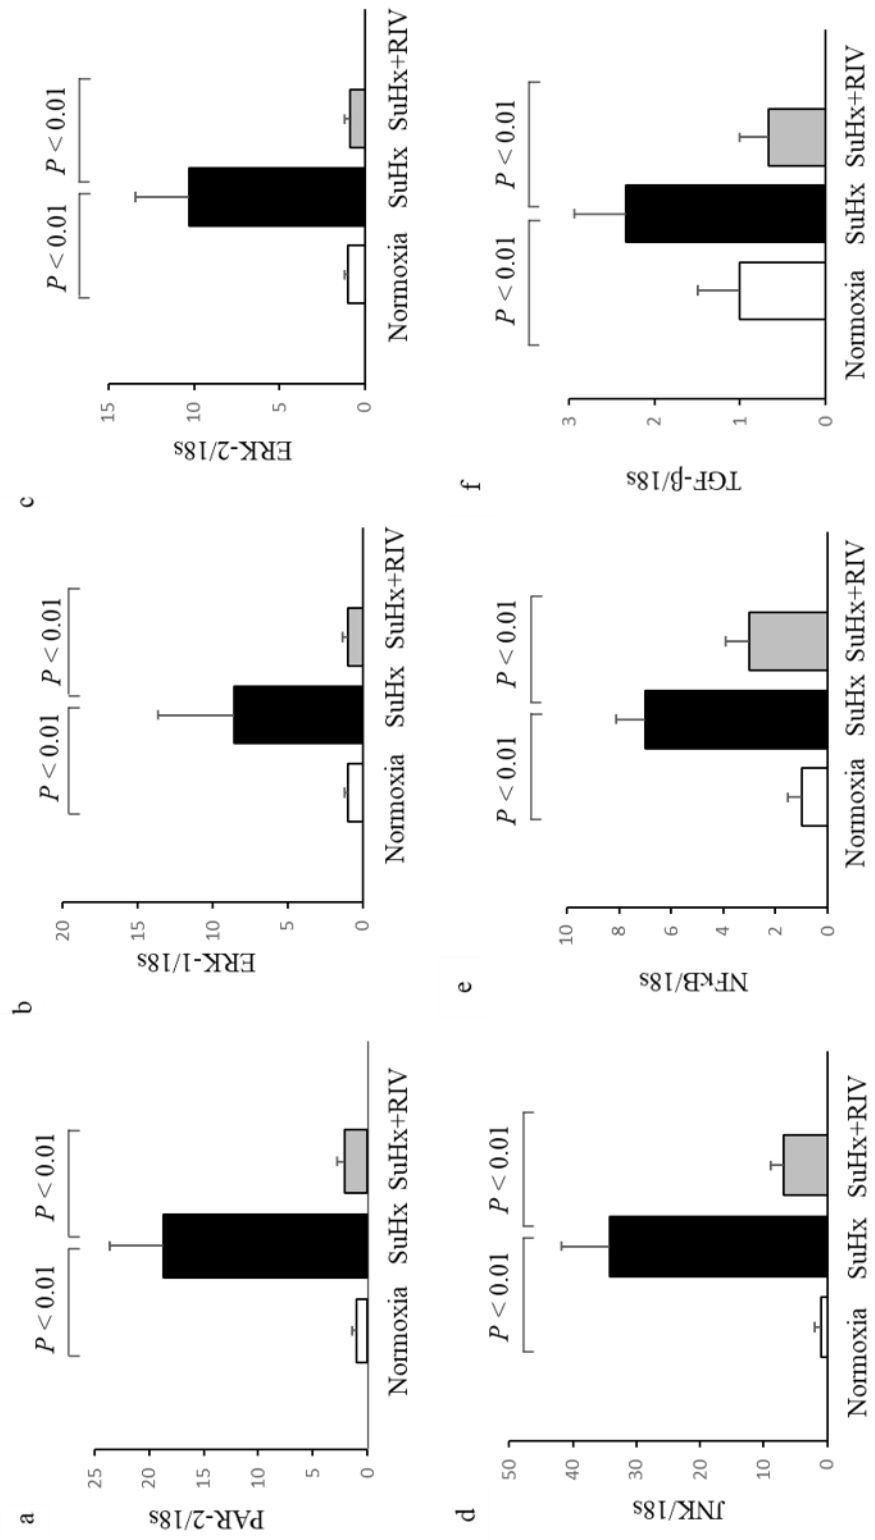 a
PAR-2/18s
25
20
15
10
5
0
P < 0.01
P < 0.01
Normoxia SuHx SuHx+RIV
b
ERK-1/18s
20
15
10
5
0
P < 0.01
P < 0.01
Normoxia SuHx SuHx+RIV
c
ERK-2/18s
15
10
5
0
P < 0.01
P < 0.01
Normoxia SuHx SuHx+RIV
d
JNK/18s
50
40
30
20
10
0
P < 0.01
P < 0.01
Normoxia SuHx SuHx+RIV
e
NFκB/18s
10
8
6
4
2
0
P < 0.01
P < 0.01
Normoxia SuHx SuHx+RIV
f
TGF-β/18s
3
2
1
0
P < 0.01
P < 0.01
Normoxia SuHx SuHx+RIV